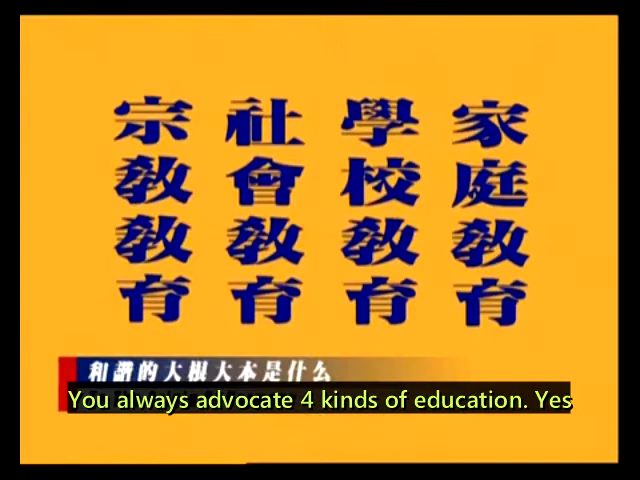 家庭教育
學校教育
社會教育
宗教教育
和諧的大根大本是什么
You always advocate 4 kinds of education. Yes